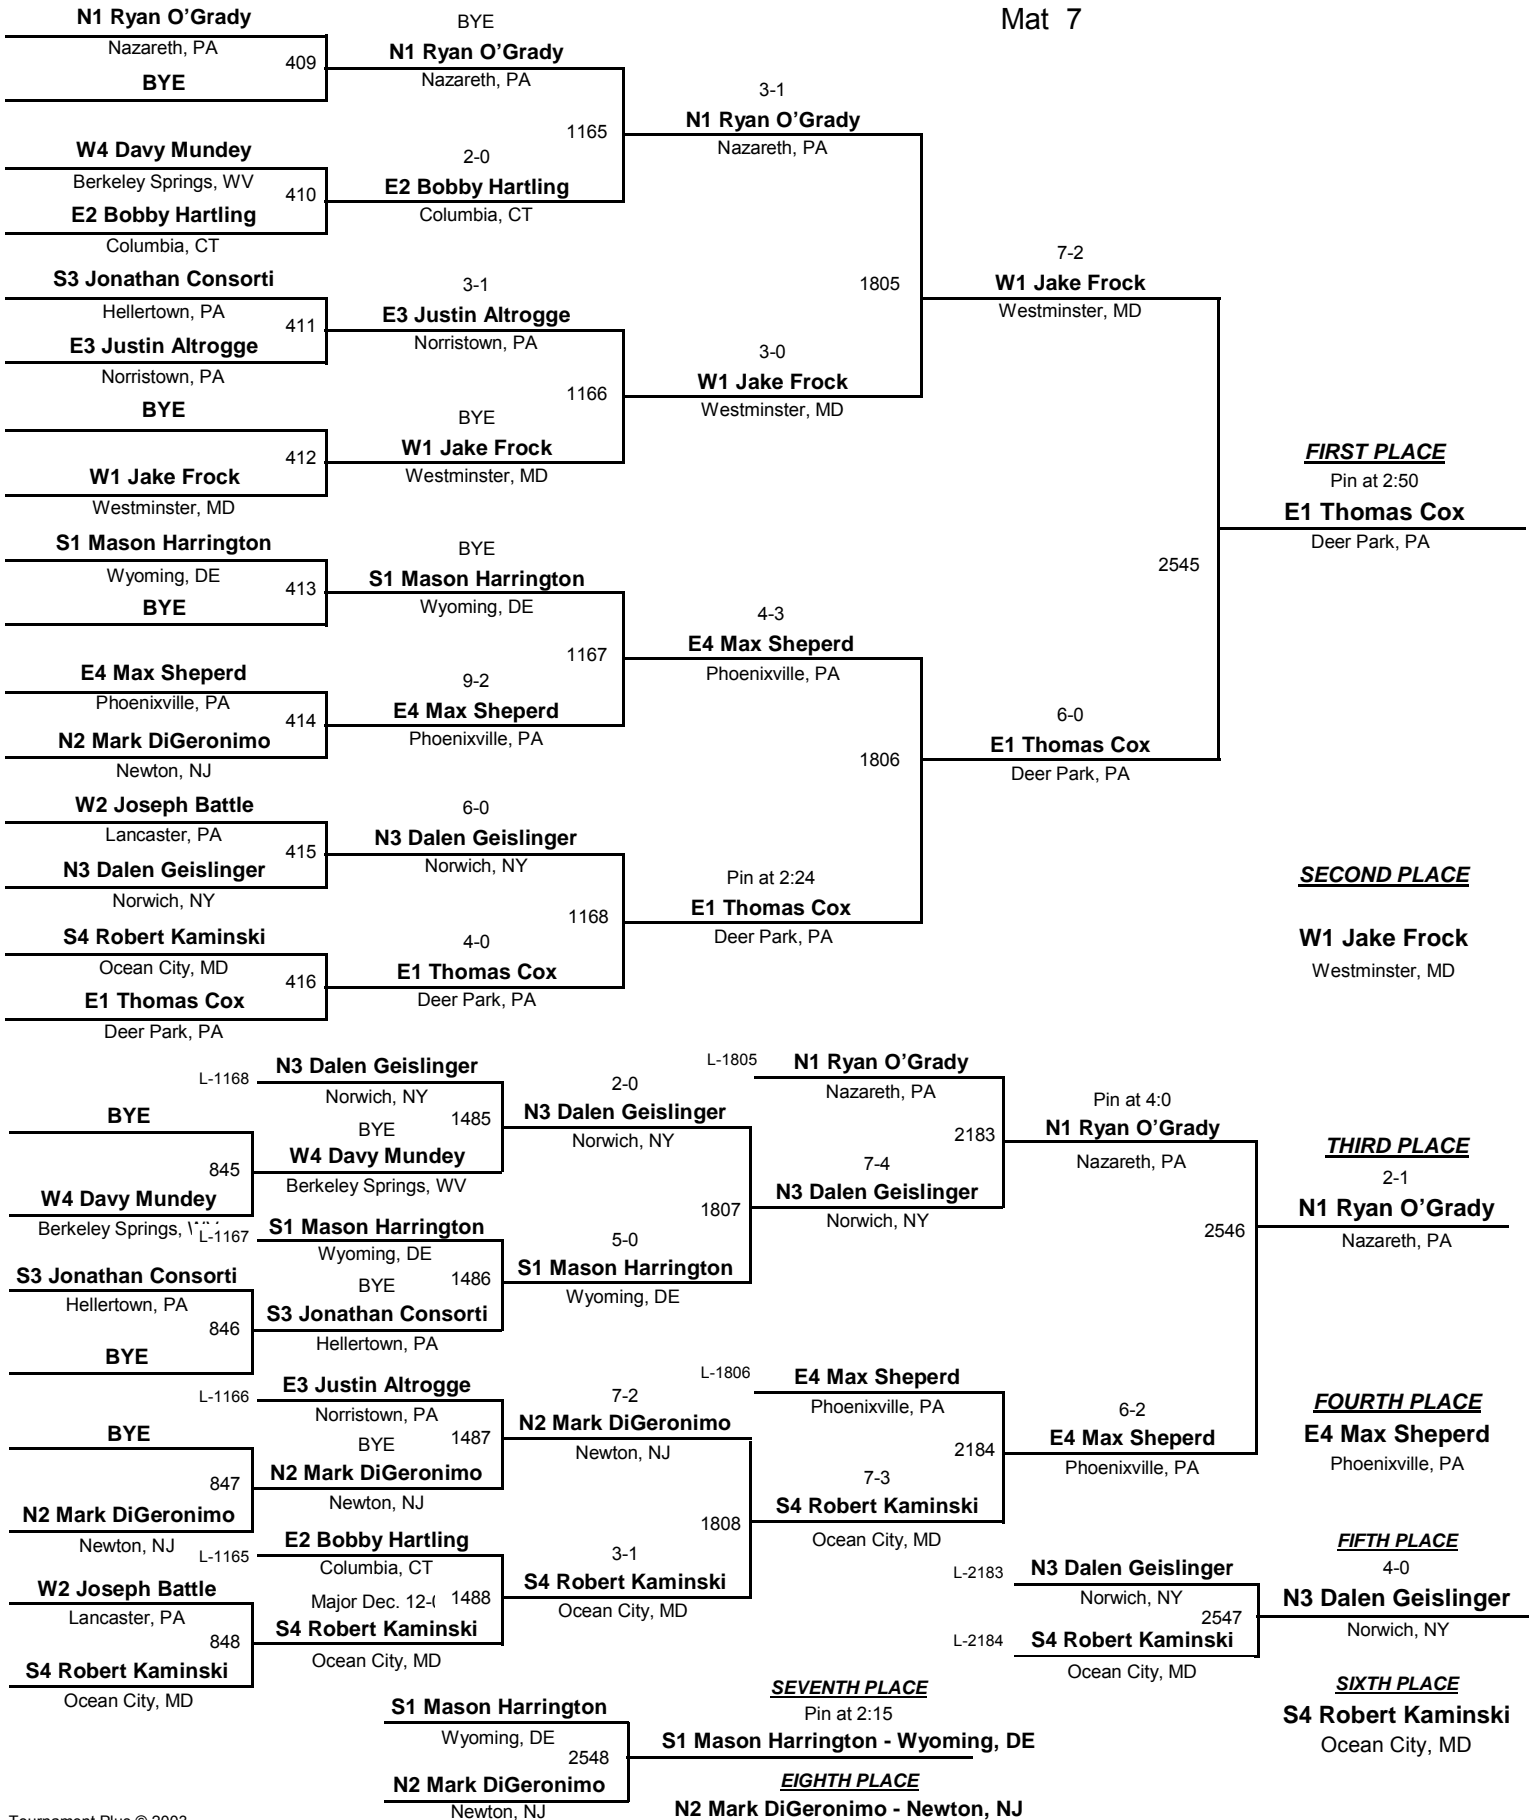 Mat 7
N1 Ryan O'Grady
Nazareth, PA
409
BYE
W4 Davy Mundey
Berkeley Springs, WV
410
E2 Bobby Hartling
Columbia, CT
S3 Jonathan Consorti
Hellertown, PA
411
E3 Justin Altrogge
Norristown, PA
BYE
412
W1 Jake Frock
Westminster, MD
S1 Mason Harrington
Wyoming, DE
413
BYE
E4 Max Sheperd
Phoenixville, PA
414
N2 Mark DiGeronimo
Newton, NJ
W2 Joseph Battle
Lancaster, PA
415
N3 Dalen Geislinger
Norwich, NY
S4 Robert Kaminski
Ocean City, MD
416
E1 Thomas Cox
Deer Park, PA
BYE
N1 Ryan O'Grady
Nazareth, PA
1165
2-0
E2 Bobby Hartling
Columbia, CT
3-1
E3 Justin Altrogge
Norristown, PA
1166
BYE
W1 Jake Frock
Westminster, MD
BYE
S1 Mason Harrington
Wyoming, DE
1167
9-2
E4 Max Sheperd
Phoenixville, PA
6-0
N3 Dalen Geislinger
Norwich, NY
1168
4-0
E1 Thomas Cox
Deer Park, PA
3-1
N1 Ryan O'Grady
Nazareth, PA
1805
3-0
W1 Jake Frock
Westminster, MD
4-3
E4 Max Sheperd
Phoenixville, PA
1806
Pin at 2:24
E1 Thomas Cox
Deer Park, PA
7-2
W1 Jake Frock
Westminster, MD
2545
6-0
E1 Thomas Cox
Deer Park, PA
FIRST PLACE
Pin at 2:50
E1 Thomas Cox
Deer Park, PA
SECOND PLACE
W1 Jake Frock
Westminster, MD
BYE
845
W4 Davy Mundey
Berkeley Springs,
S3 Jonathan Consorti
Hellertown, PA
846
BYE
BYE
847
N2 Mark DiGeronimo
Newton, NJ
W2 Joseph Battle
Lancaster, PA
848
S4 Robert Kaminski
Ocean City, MD
L-1168
N3 Dalen Geislinger
Norwich, NY
1485
BYE
W4 Davy Mundey
Berkeley Springs, WV
L-1167
S1 Mason Harrington
Wyoming, DE
1486
BYE
S3 Jonathan Consorti
Hellertown, PA
L-1166
E3 Justin Altrogge
Norristown, PA
1487
BYE
N2 Mark DiGeronimo
Newton, NJ
L-1165
E2 Bobby Hartling
Columbia, CT
Major Dec. 12-
1488
S4 Robert Kaminski
Ocean City, MD
2-0
N3 Dalen Geislinger
Norwich, NY
1807
5-0
S1 Mason Harrington
Wyoming, DE
7-2
N2 Mark DiGeronimo
Newton, NJ
1808
3-1
S4 Robert Kaminski
Ocean City, MD
L-1805
N1 Ryan O'Grady
Nazareth, PA
2183
7-4
N3 Dalen Geislinger
Norwich, NY
L-1806
E4 Max Sheperd
Phoenixville, PA
2184
7-3
S4 Robert Kaminski
Ocean City, MD
Pin at 4:0
N1 Ryan O'Grady
Nazareth, PA
2546
6-2
E4 Max Sheperd
Phoenixville, PA
THIRD PLACE
2-1
N1 Ryan O'Grady
Nazareth, PA
FOURTH PLACE
E4 Max Sheperd
Phoenixville, PA
L-2183
N3 Dalen Geislinger
Norwich, NY
2547
L-2184
S4 Robert Kaminski
Ocean City, MD
FIFTH PLACE
4-0
N3 Dalen Geislinger
Norwich, NY
SIXTH PLACE
S4 Robert Kaminski
Ocean City, MD
S1 Mason Harrington
Wyoming, DE
2548
N2 Mark DiGeronimo
Newton, NJ
SEVENTH PLACE
Pin at 2:15
S1 Mason Harrington - Wyoming, DE
EIGHTH PLACE
N2 Mark DiGeronimo - Newton, NJ
Tournament Plus © 2003